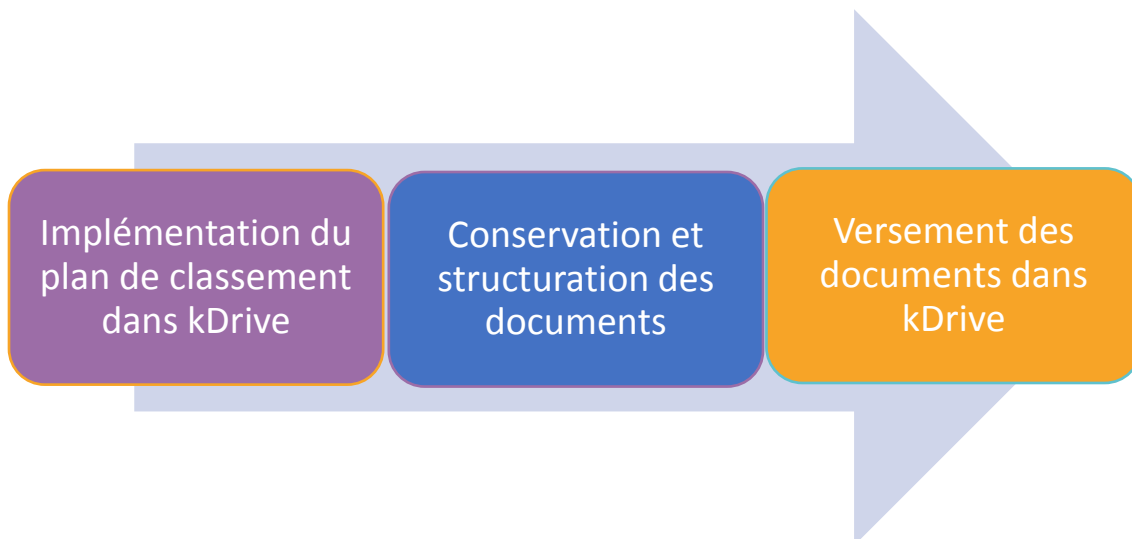 Implémentation du
plan de classement
dans kDrive
Conservation et
structuration des
documents
Versement des
documents dans
kDrive